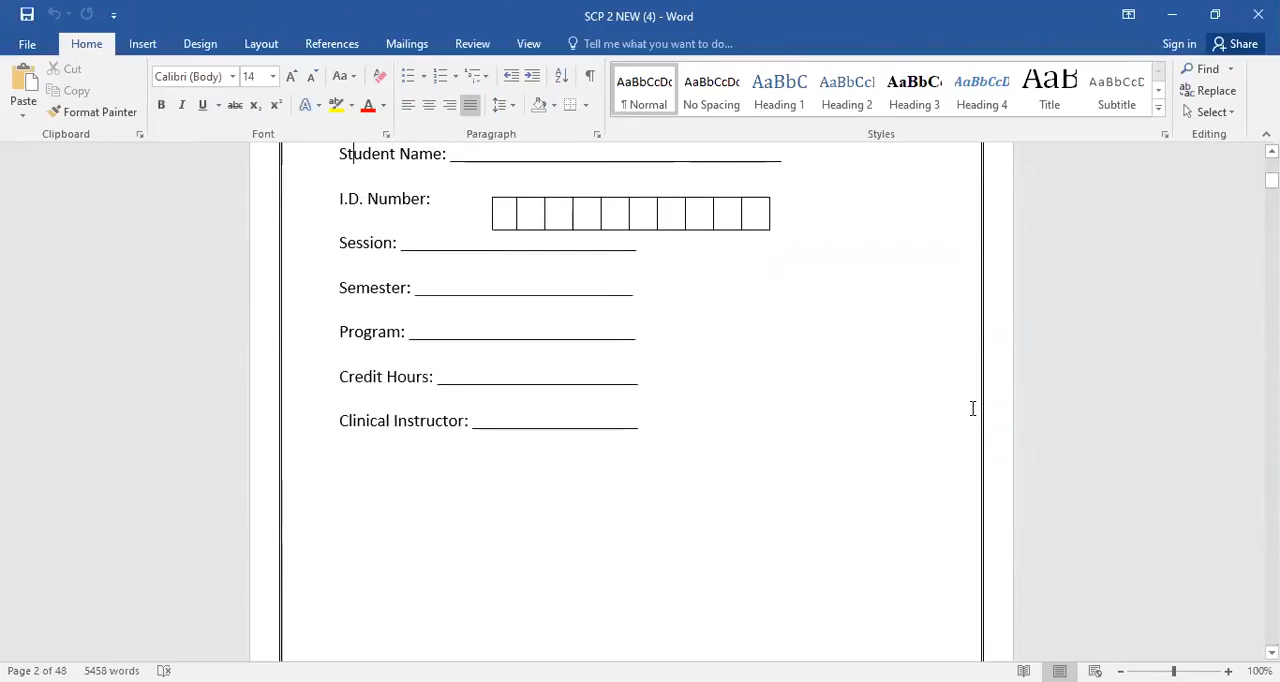 SCP 2 NEW (4) - Word
File Home Insert Design Layout References Mailings Review View Tell me what you want to do... Sign in Share
Paste Cut Copy Format Painter
Calibri (Body) 14
Aa
AaBbCcDc AaBbCcDc AaBbC AaBbCcI AaBbCc AaBbCcD AaB AaBbCcD
¶ Normal No Spacing Heading 1 Heading 2 Heading 3 Heading 4 Title Subtitle
Find Replace Select
Clipboard Font Paragraph Styles Editing
Student Name:
I.D. Number:
Session:
Semester:
Program:
Credit Hours:
Clinical Instructor:
Page 2 of 48 5458 words 100%